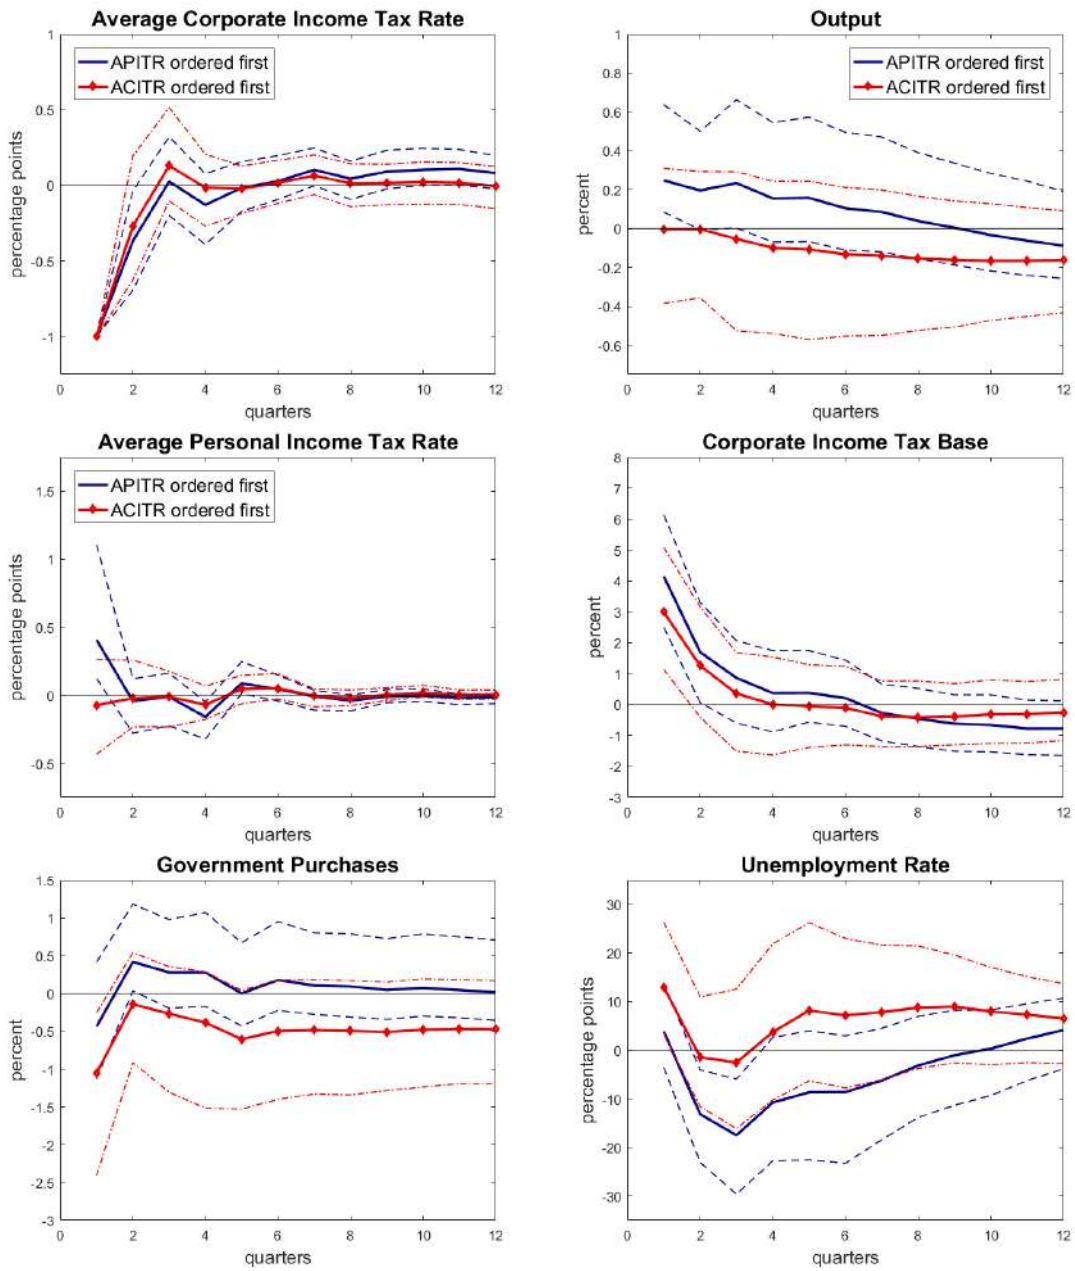 Average Corporate Income Tax Rate
1
0.5
0
-0.5
-1
percentage points
APITR ordered first
ACITR ordered first
0 2 4 6 8 10 12
quarters
Output
1
0.8
0.6
0.4
0.2
0
-0.2
-0.4
-0.6
percent
APITR ordered first
ACITR ordered first
0 2 4 6 8 10 12
quarters
Average Personal Income Tax Rate
1.5
1
0.5
0
-0.5
percentage points
APITR ordered first
ACITR ordered first
0 2 4 6 8 10 12
quarters
Corporate Income Tax Base
8
7
6
5
4
3
2
1
0
-1
-2
-3
percent
0 2 4 6 8 10 12
quarters
Government Purchases
1.5
1
0.5
0
-0.5
-1
-1.5
-2
-2.5
-3
percent
0 2 4 6 8 10 12
quarters
Unemployment Rate
30
20
10
0
-10
-20
-30
percentage points
0 2 4 6 8 10 12
quarters